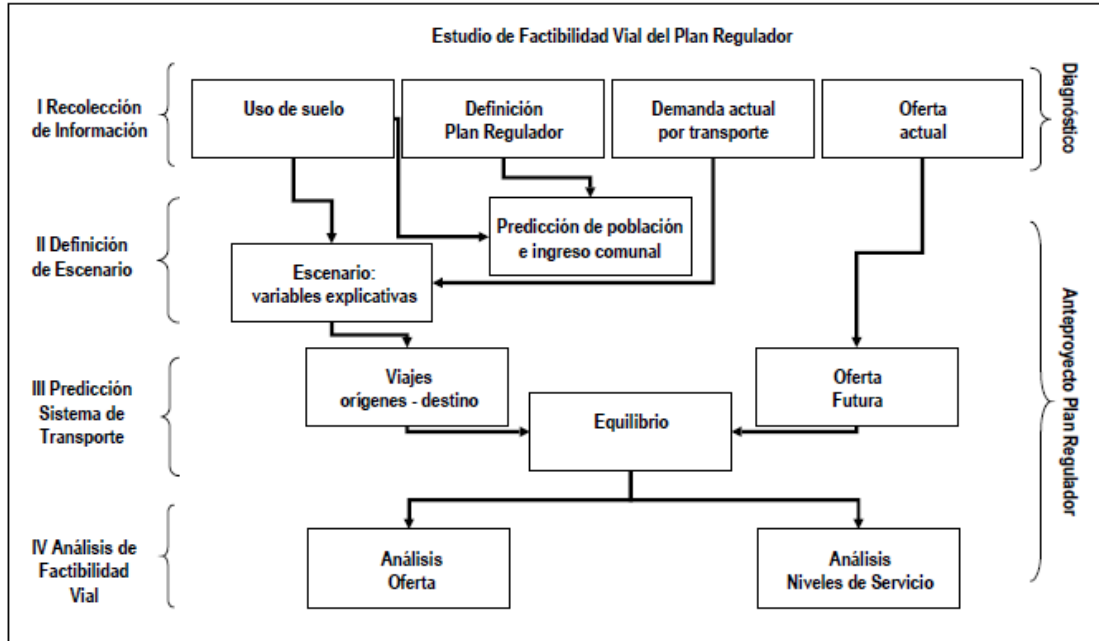 Estudio de Factibilidad Vial del Plan Regulador
I Recolección
de Información
Uso de suelo
Definición
Plan Regulador
Demanda actual
por transporte
Oferta
actual
Diagnóstico
II Definición
de Escenario
Predicción de población
e ingreso comunal
Escenario:
variables explicativas
III Predicción
Sistema de
Transporte
Viajes
orígenes - destino
Equilibrio
Oferta
Futura
IV Análisis de
Factibilidad
Vial
Análisis
Oferta
Análisis
Niveles de Servicio
Anteproyecto Plan Regulador